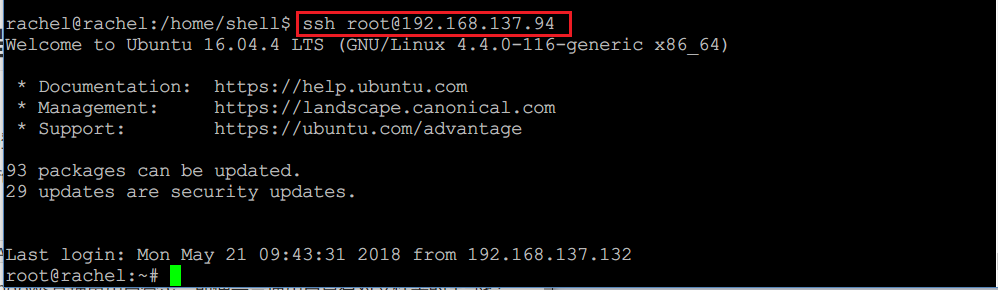 rachel@rachel:/home/shell$ ssh root@192.168.137.94
Welcome to Ubuntu 16.04.4 LTS (GNU/Linux 4.4.0-116-generic x86_64)
* Documentation:  https://help.ubuntu.com
* Management:     https://landscape.canonical.com
* Support:        https://ubuntu.com/advantage
93 packages can be updated.
29 updates are security updates.
Last login: Mon May 21 09:43:31 2018 from 192.168.137.132
root@rachel:~#